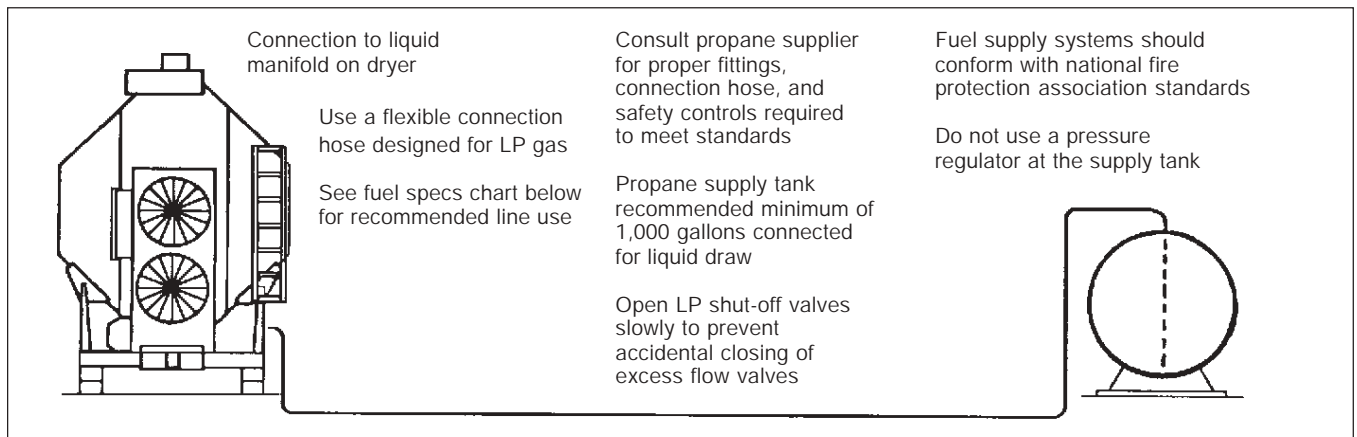 Connection to liquid
manifold on dryer
Use a flexible connection
hose designed for LP gas
See fuel specs chart below
for recommended line use
Consult propane supplier
for proper fittings,
connection hose, and
safety controls required
to meet standards
Propane supply tank
recommended minimum of
1,000 gallons connected
for liquid draw
Open LP shut-off valves
slowly to prevent
accidental closing of
excess flow valves
Fuel supply systems should
conform with national fire
protection association standards
Do not use a pressure
regulator at the supply tank